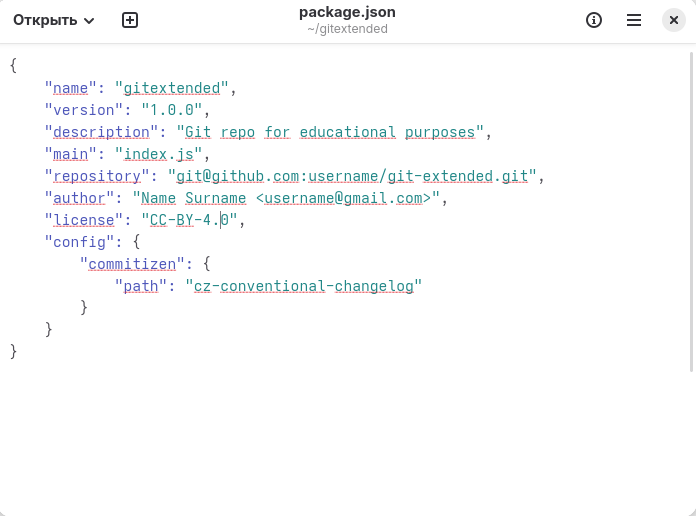 Открыть
package.json
~/gitextended
{
    "name": "gitextended",
    "version": "1.0.0",
    "description": "Git repo for educational purposes",
    "main": "index.js",
    "repository": "git@github.com:username/git-extended.git",
    "author": "Name Surname <username@gmail.com>",
    "license": "CC-BY-4.0",
    "config": {
        "commitizen": {
            "path": "cz-conventional-changelog"
        }
    }
}